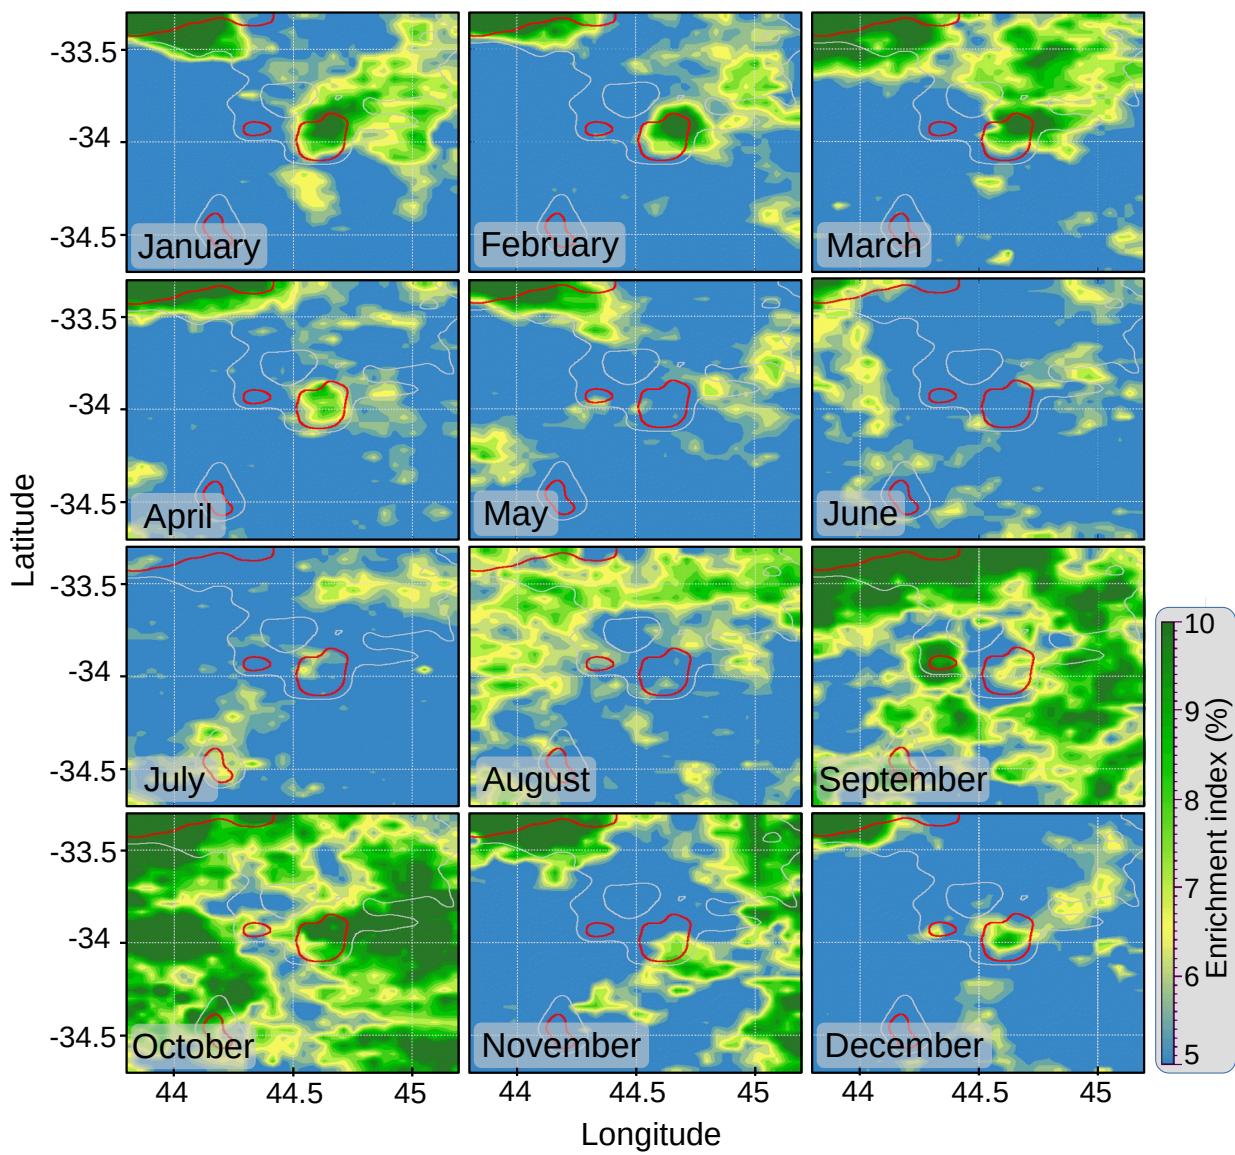 -33.5
-34
-34.5
January
February
March
-33.5
-34
-34.5
April
May
June
Latitude
-33.5
-34
-34.5
July
August
September
10
9
8
7
6
5
Enrichment index (%)
-33.5
-34
-34.5
October
November
December
44
44.5
45
44
44.5
45
44
44.5
45
Longitude